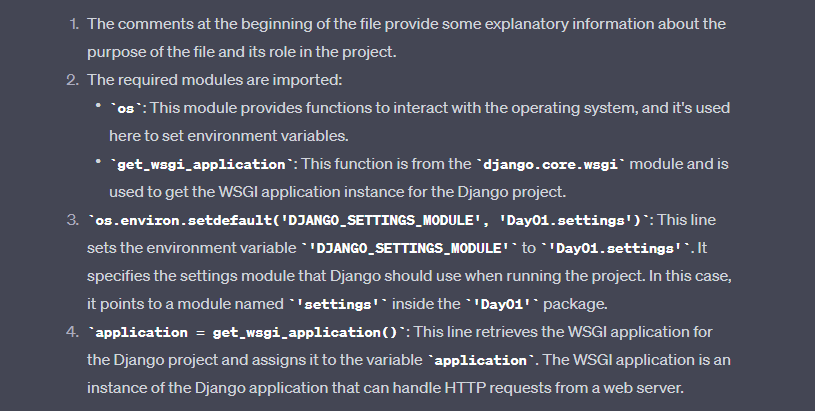 1. The comments at the beginning of the file provide some explanatory information about the
purpose of the file and its role in the project.
2. The required modules are imported:
• `os`: This module provides functions to interact with the operating system, and it's used
here to set environment variables.
• `get_wsgi_application`: This function is from the `django.core.wsgi` module and is
used to get the WSGI application instance for the Django project.
3. `os.environ.setdefault('DJANGO_SETTINGS_MODULE', 'Day01.settings')`: This line
sets the environment variable `'DJANGO_SETTINGS_MODULE'` to `'Day01.settings'`. It
specifies the settings module that Django should use when running the project. In this case,
it points to a module named `'settings'` inside the `'Day01'` package.
4. `application = get_wsgi_application()`: This line retrieves the WSGI application for
the Django project and assigns it to the variable `application`. The WSGI application is an
instance of the Django application that can handle HTTP requests from a web server.